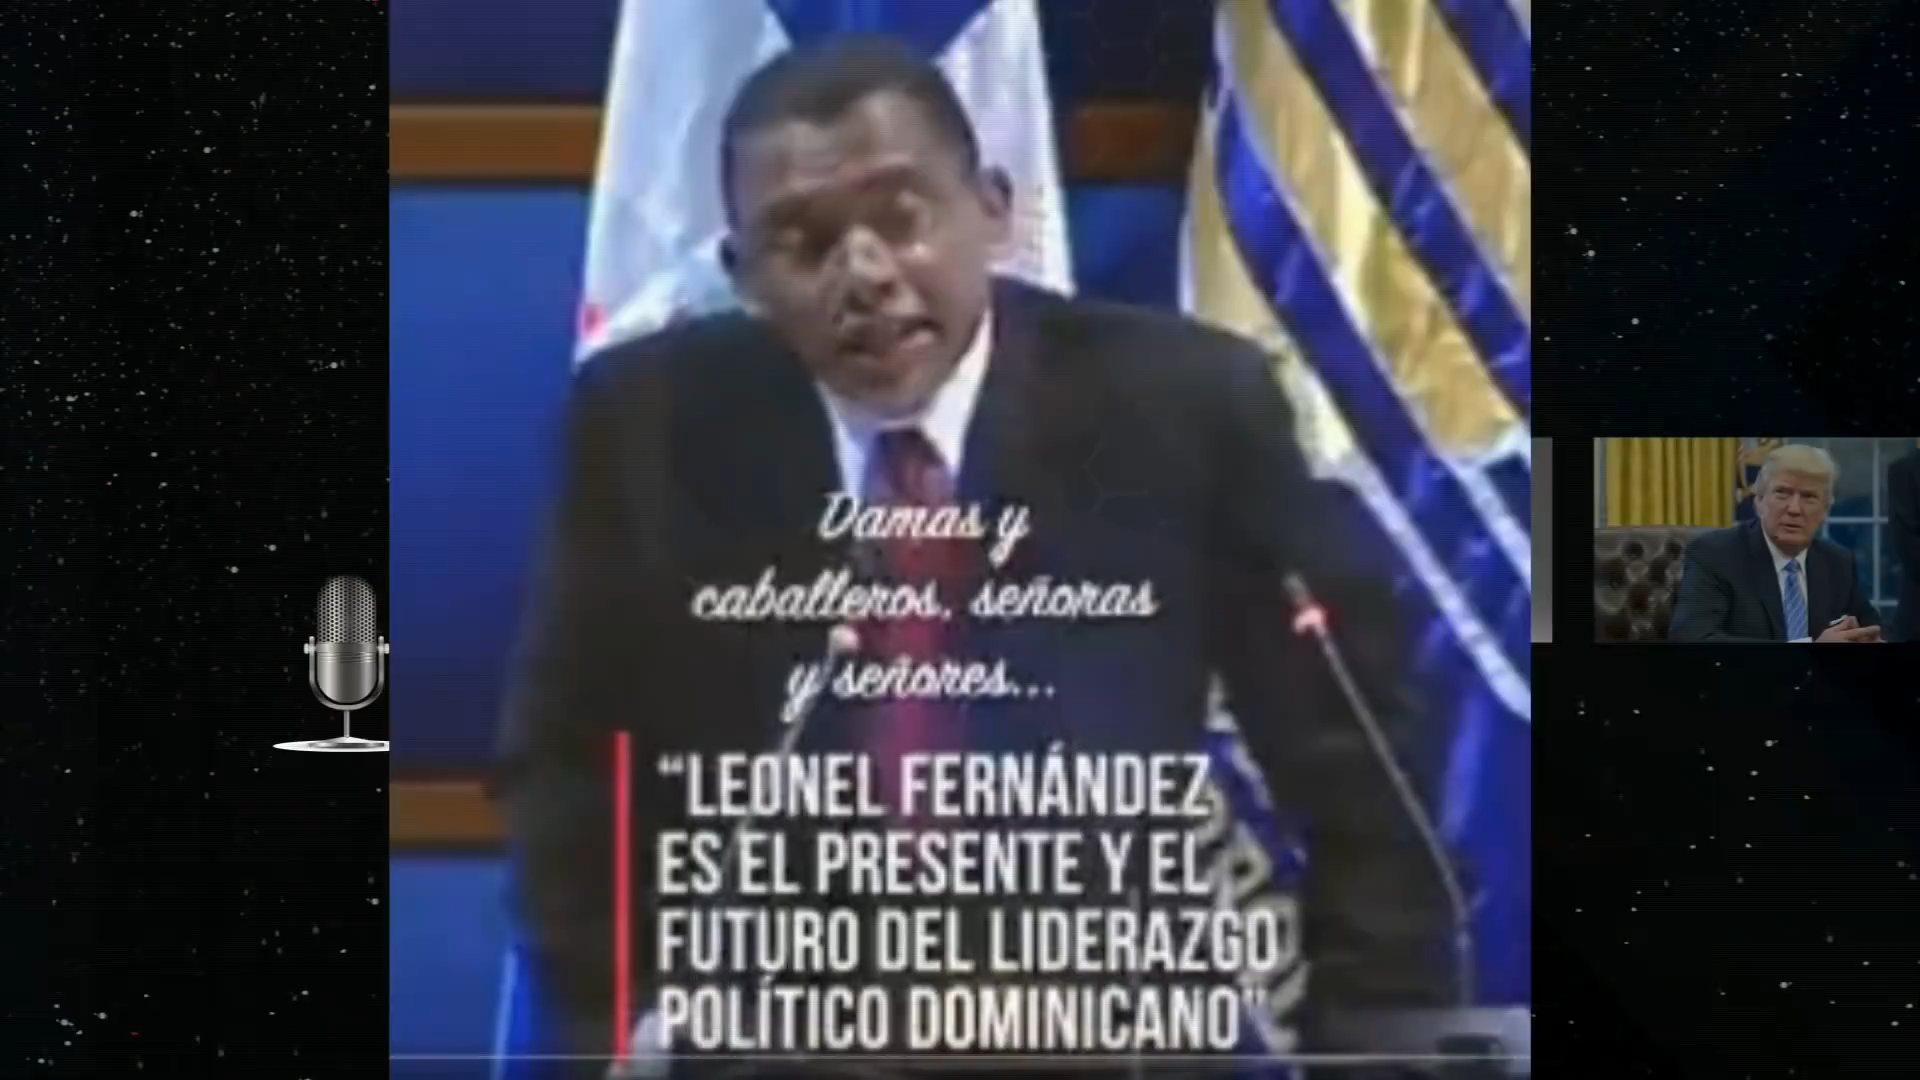 Damas y
caballeros, señoras
y señores...
“LEONEL FERNÁNDEZ
ES EL PRESENTE Y EL
FUTURO DEL LIDERAZGO
POLÍTICO DOMINICANO”